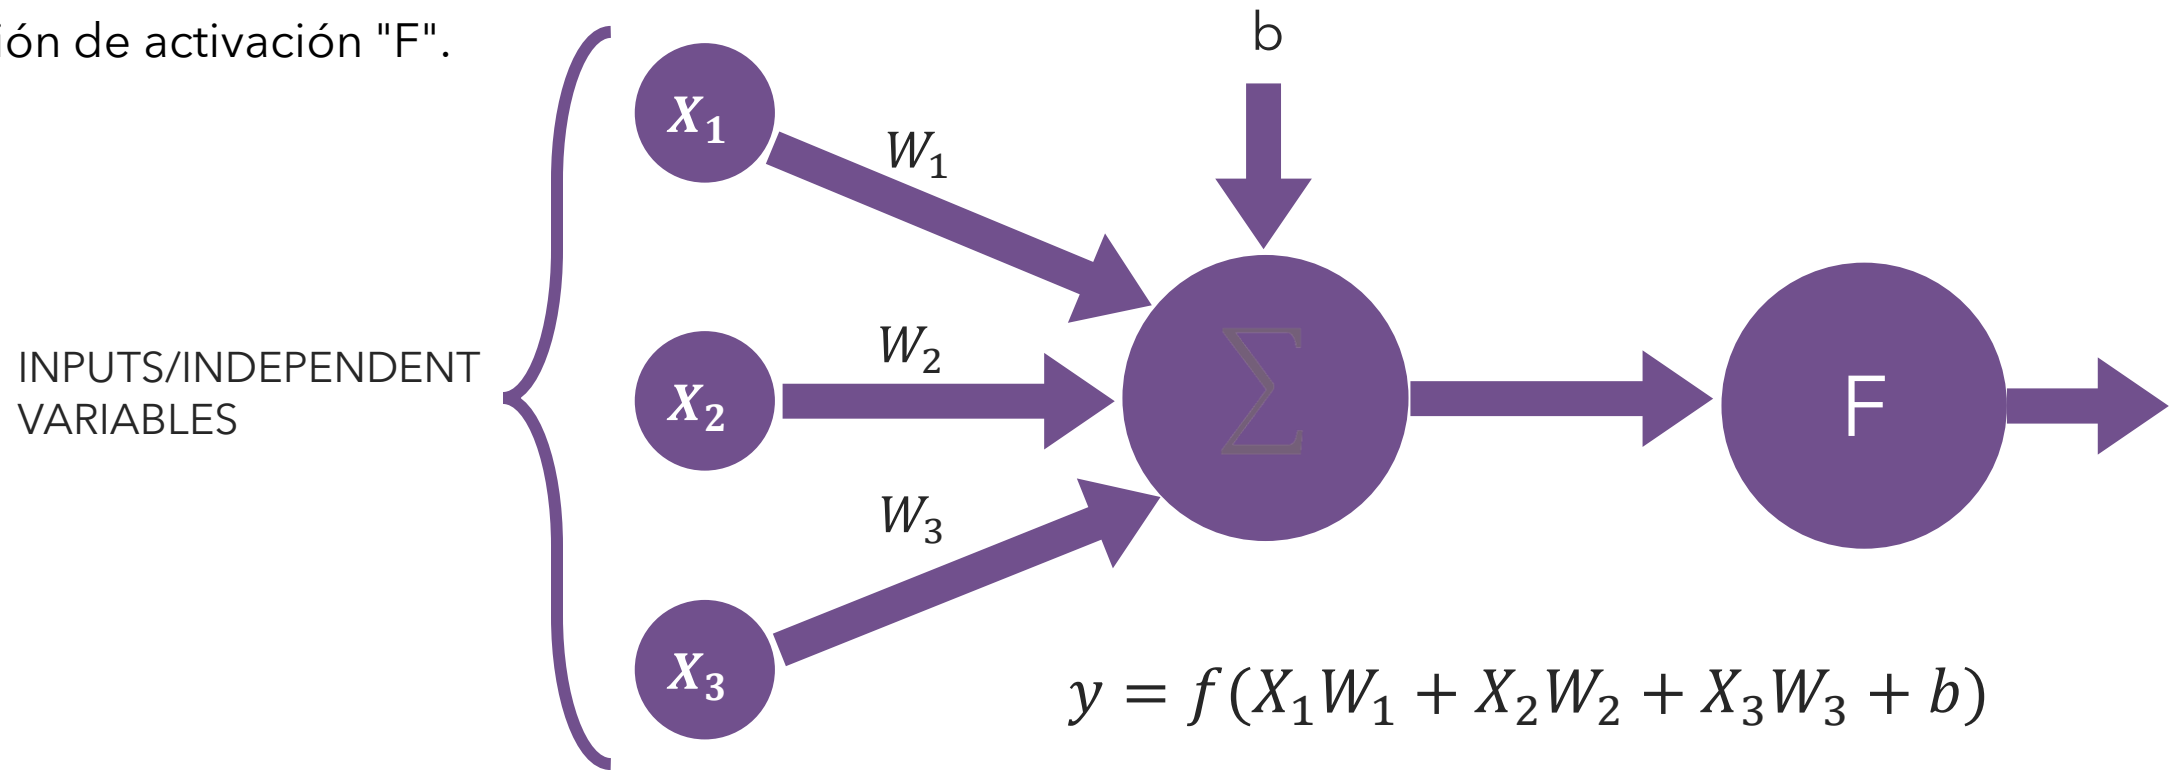 ión de activación "F".
b
X₁
W₁
W₂
INPUTS/INDEPENDENT
VARIABLES
X₂
∑
F
W₃
X₃
y = f(X₁W₁ + X₂W₂ + X₃W₃ + b)